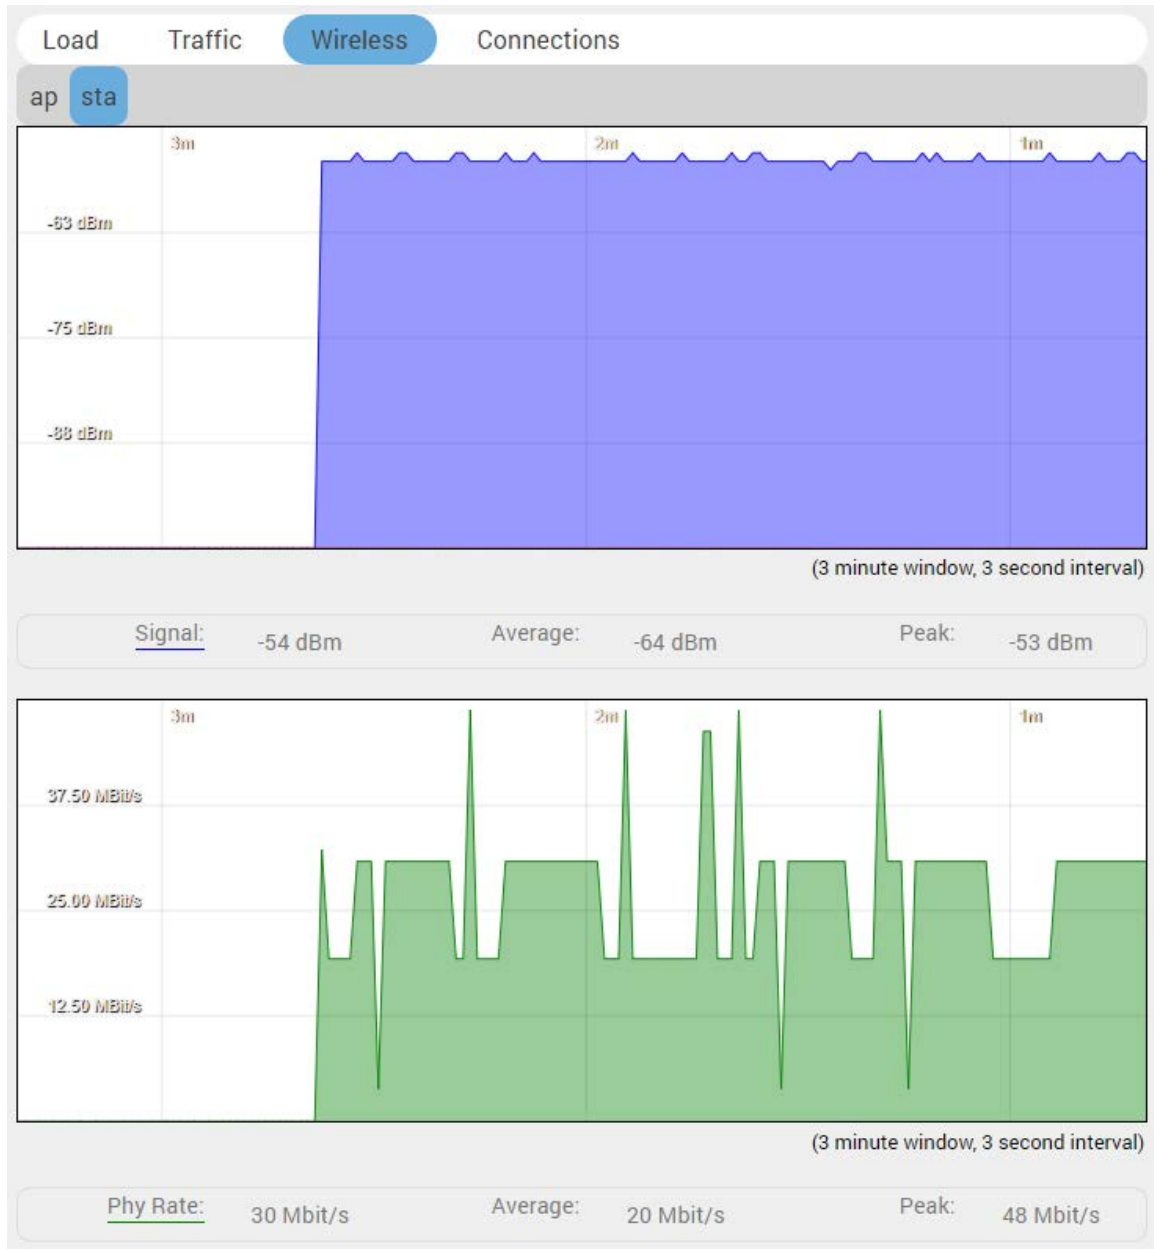 Load Traffic Wireless Connections
ap sta
3m 2m 1m
-63 dBm
-75 dBm
-88 dBm
(3 minute window, 3 second interval)
Signal: -54 dBm Average: -64 dBm Peak: -53 dBm
3m 2m 1m
37.50 MBit/s
25.00 MBit/s
12.50 MBit/s
(3 minute window, 3 second interval)
Phy Rate: 30 Mbit/s Average: 20 Mbit/s Peak: 48 Mbit/s